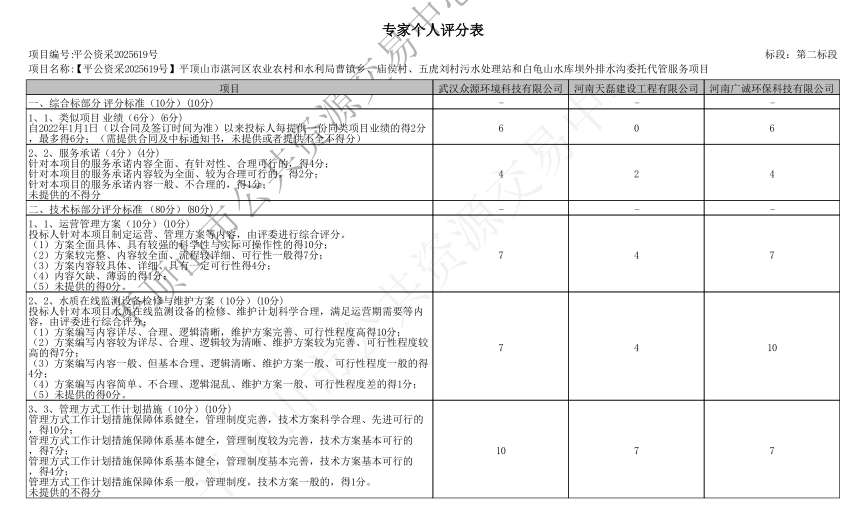 专家个人评分表
项目编号:平公资采2025619号
标段：第二标段
项目名称:【平公资采2025619号】平顶山市湛河区农业农村和水利局曹镇乡、庙侯村、五虎刘村污水处理站和白龟山水库坝外排水沟委托代管服务项目
项目 武汉众源环境科技有限公司 河南天磊建设工程有限公司 河南广诚环保科技有限公司
一、综合标部分 评分标准（10分）(10分) – – –
1、1、类似项目 业绩（6分）(6分)
自2022年1月1日（以合同及签订时间为准）以来投标人每提供一份同类项目业绩的得2分
，最多得6分；（需提供合同及中标通知书，未提供或者提供不全不得分） 6 0 6
2、2、服务承诺（4分）(4分)
针对本项目的服务承诺内容全面、有针对性、合理可行的，得4分；
针对本项目的服务承诺内容较为全面、较为合理可行的，得2分；
针对本项目的服务承诺内容一般、不合理的，得1分；
未提供的不得分 4 2 4
二、技术标部分评分标准 （80分）(80分) – – –
1、1、运营管理方案（10分）(10分)
投标人针对本项目制定运营、管理方案等内容，由评委进行综合评分。
（1）方案全面具体、具有较强的科学性与实际可操作性的得10分；
（2）方案较完整、内容较全面、流程较详细、可行性一般得7分；
（3）方案内容较具体、详细、具有一定可行性得4分；
（4）内容欠缺、薄弱的得1分；
（5）未提供的得0分。 7 4 7
2、2、水质在线监测设备检修与维护方案（10分）(10分)
投标人针对本项目水质在线监测设备的检修、维护计划科学合理，满足运营期需要等内
容，由评委进行综合评分；
（1）方案编写内容详尽、合理、逻辑清晰，维护方案完善、可行性程度高得10分；
（2）方案编写内容较为详尽、合理、逻辑较为清晰、维护方案较为完善、可行性程度较
高的得7分；
（3）方案编写内容一般、但基本合理、逻辑清晰、维护方案一般、可行性程度一般的得
4分；
（4）方案编写内容简单、不合理、逻辑混乱、维护方案一般、可行性程度差的得1分；
（5）未提供的得0分。 7 4 10
3、3、管理方式工作计划措施（10分）(10分)
管理方式工作计划措施保障体系健全，管理制度完善，技术方案科学合理、先进可行的
，得10分；
管理方式工作计划措施保障体系基本健全，管理制度较为完善，技术方案基本可行的
，得7分；
管理方式工作计划措施保障体系基本健全，管理制度基本完善，技术方案基本可行的
，得4分；
管理方式工作计划措施保障体系一般，管理制度，技术方案一般的，得1分。
未提供的不得分 10 7 7